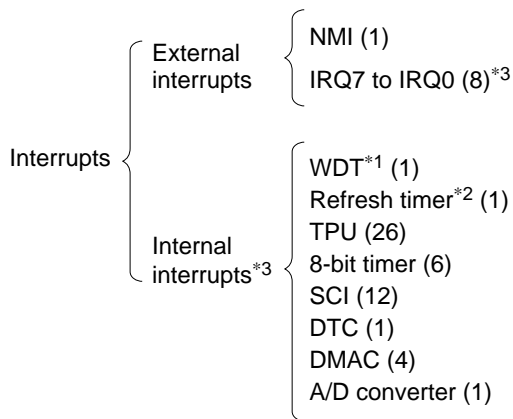 External
interrupts
NMI (1)
IRQ7 to IRQ0 (8)*3
Interrupts
Internal
interrupts*3
WDT*1 (1)
Refresh timer*2 (1)
TPU (26)
8-bit timer (6)
SCI (12)
DTC (1)
DMAC (4)
A/D converter (1)